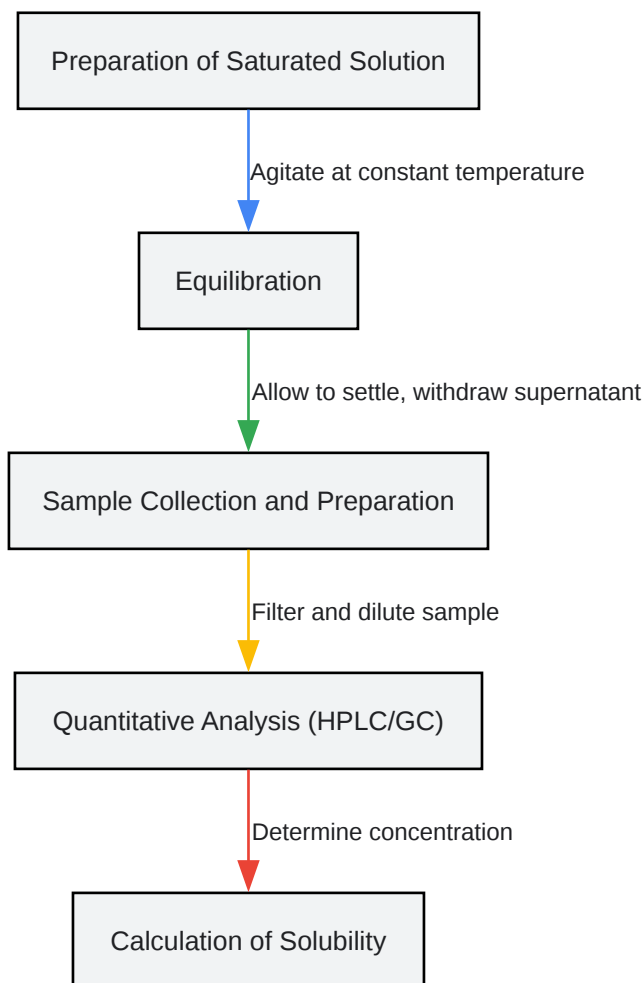 Preparation of Saturated Solution
Agitate at constant temperature
Equilibration
Allow to settle, withdraw supernatant
Sample Collection and Preparation
Filter and dilute sample
Quantitative Analysis (HPLC/GC)
Determine concentration
Calculation of Solubility